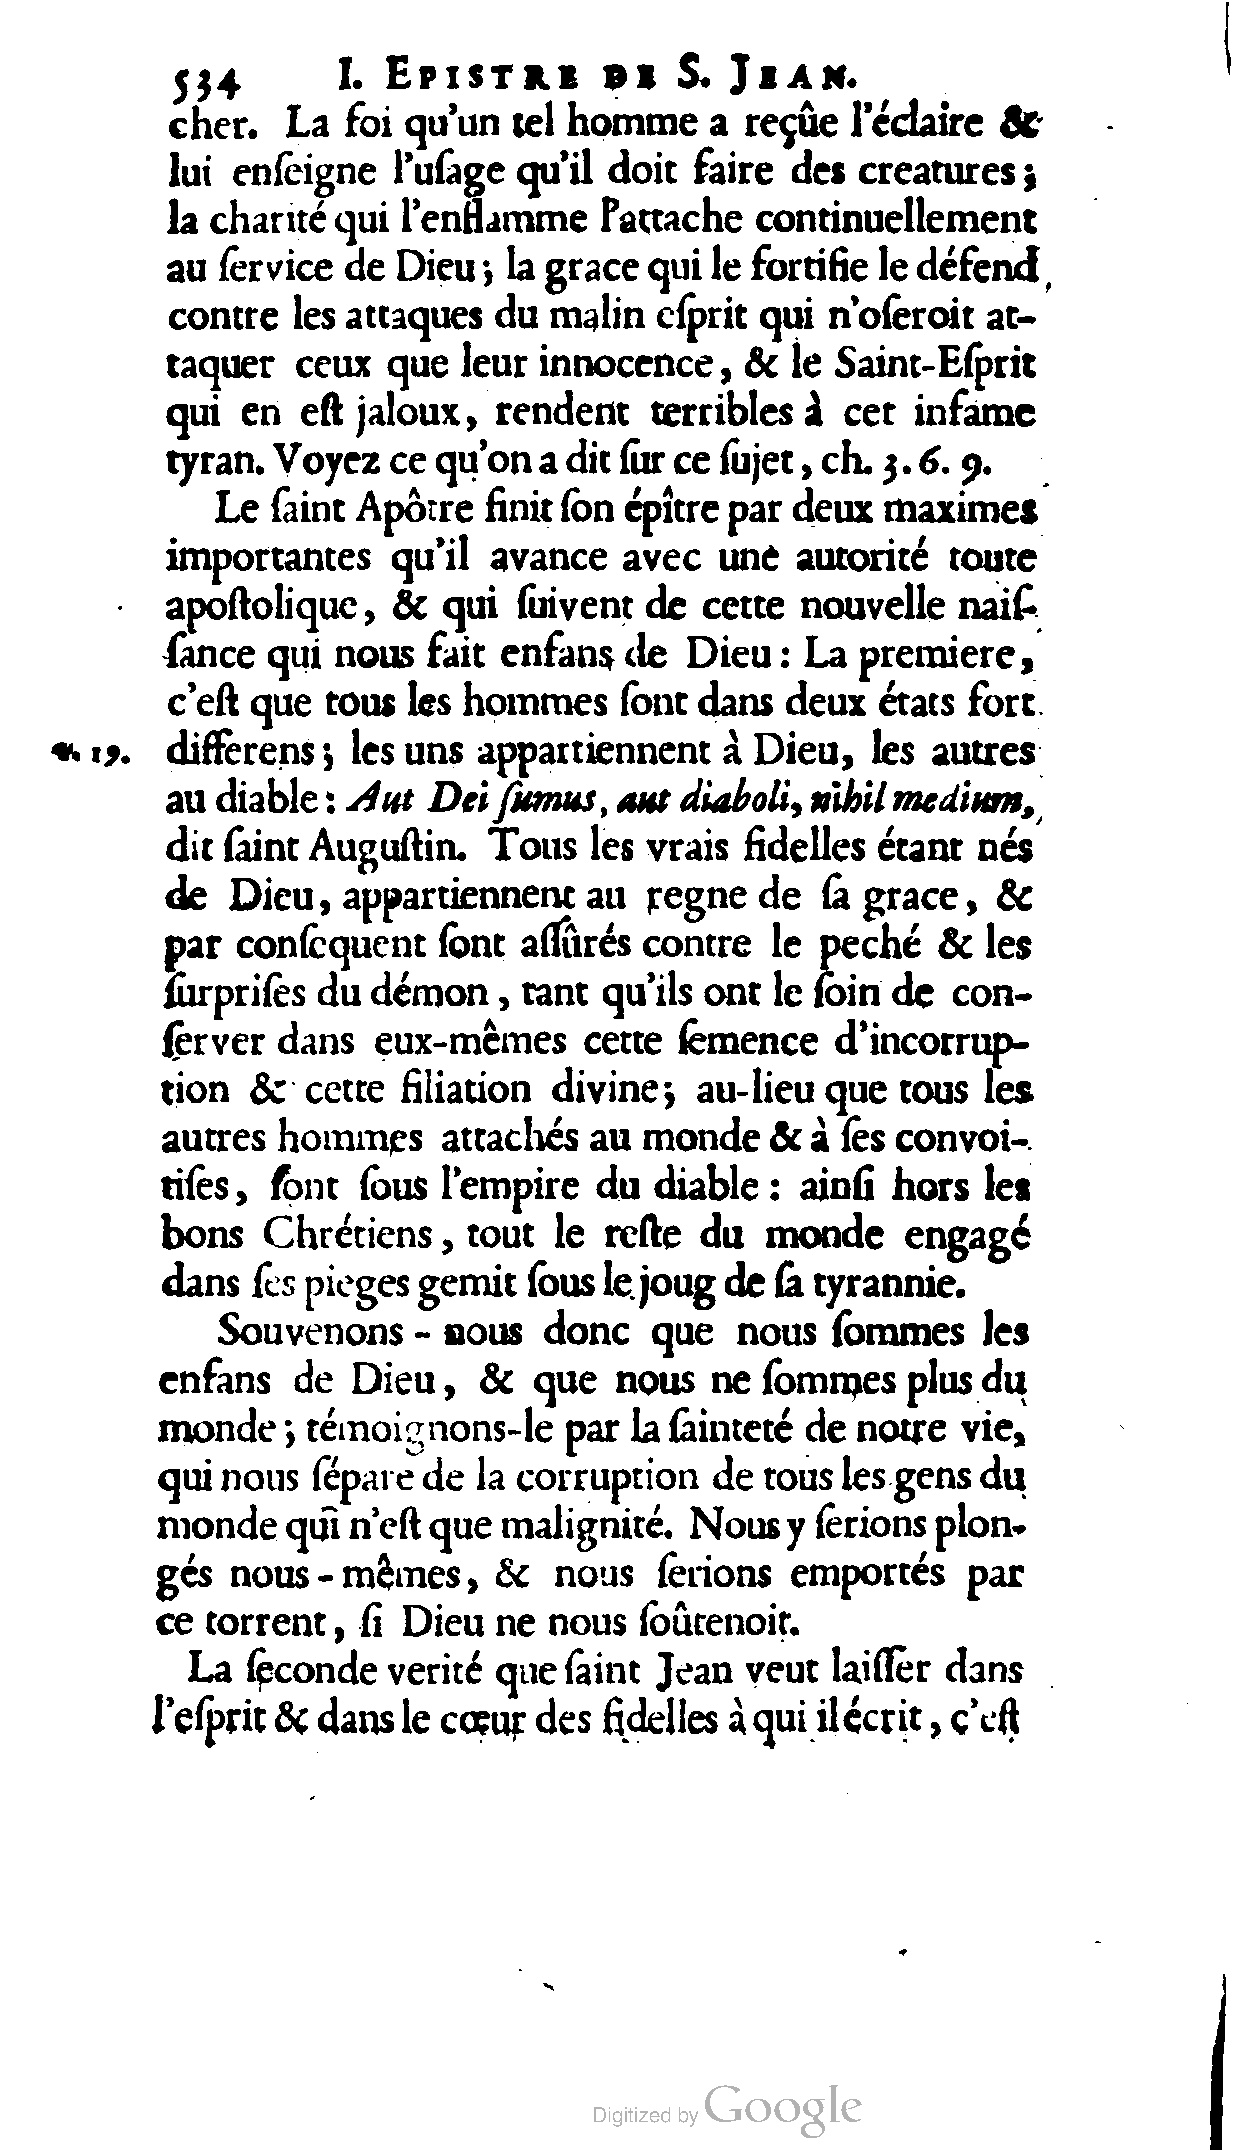 534 I. EPISTRE DE S. JEAN.
cher. La foi qu'un tel homme a reçûe l'éclaire &
lui enſeigne l'uſage qu'il doit faire des creatures;
la charité qui l'enflamme l'attache continuellement
au ſervice de Dieu; la grace qui le fortifie le défend
contre les attaques du malin eſprit qui n'oſeroit at-
taquer ceux que leur innocence, & le Saint-Eſprit
qui en eſt jaloux, rendent terribles à cet infame
tyran. Voyez ce qu'on a dit ſur ce ſujet, ch. 3. 6. 9.
Le ſaint Apôtre finit ſon épître par deux maximes
importantes qu'il avance avec une autorité toute
apoſtolique, & qui ſuivent de cette nouvelle naiſ-
ſance qui nous fait enfans de Dieu: La premiere,
c'eſt que tous les hommes ſont dans deux états fort
℣. 19. differens; les uns appartiennent à Dieu, les autres
au diable: Aut Dei ſumus, aut diaboli, nihil medium,
dit ſaint Auguſtin. Tous les vrais fidelles étant nés
de Dieu, appartiennent au regne de ſa grace, &
par conſequent ſont aſſûrés contre le peché & les
ſurpriſes du démon, tant qu'ils ont le ſoin de con-
ſerver dans eux-mêmes cette ſemence d'incorrup-
tion & cette filiation divine; au-lieu que tous les
autres hommes attachés au monde & à ſes convoi-
tiſes, ſont ſous l'empire du diable: ainſi hors les
bons Chrétiens, tout le reſte du monde engagé
dans ſes pieges gemit ſous le joug de ſa tyrannie.
Souvenons-nous donc que nous ſommes les
enfans de Dieu, & que nous ne ſommes plus du
monde; témoignons-le par la ſainteté de notre vie,
qui nous ſépare de la corruption de tous les gens du
monde qui n'eſt que malignité. Nous y ſerions plon-
gés nous-mêmes, & nous ſerions emportés par
ce torrent, ſi Dieu ne nous ſoûtenoit.
La ſeconde verité que ſaint Jean veut laiſſer dans
l'eſprit & dans le cœur des fidelles à qui il écrit, c'eſt
Digitized by Google